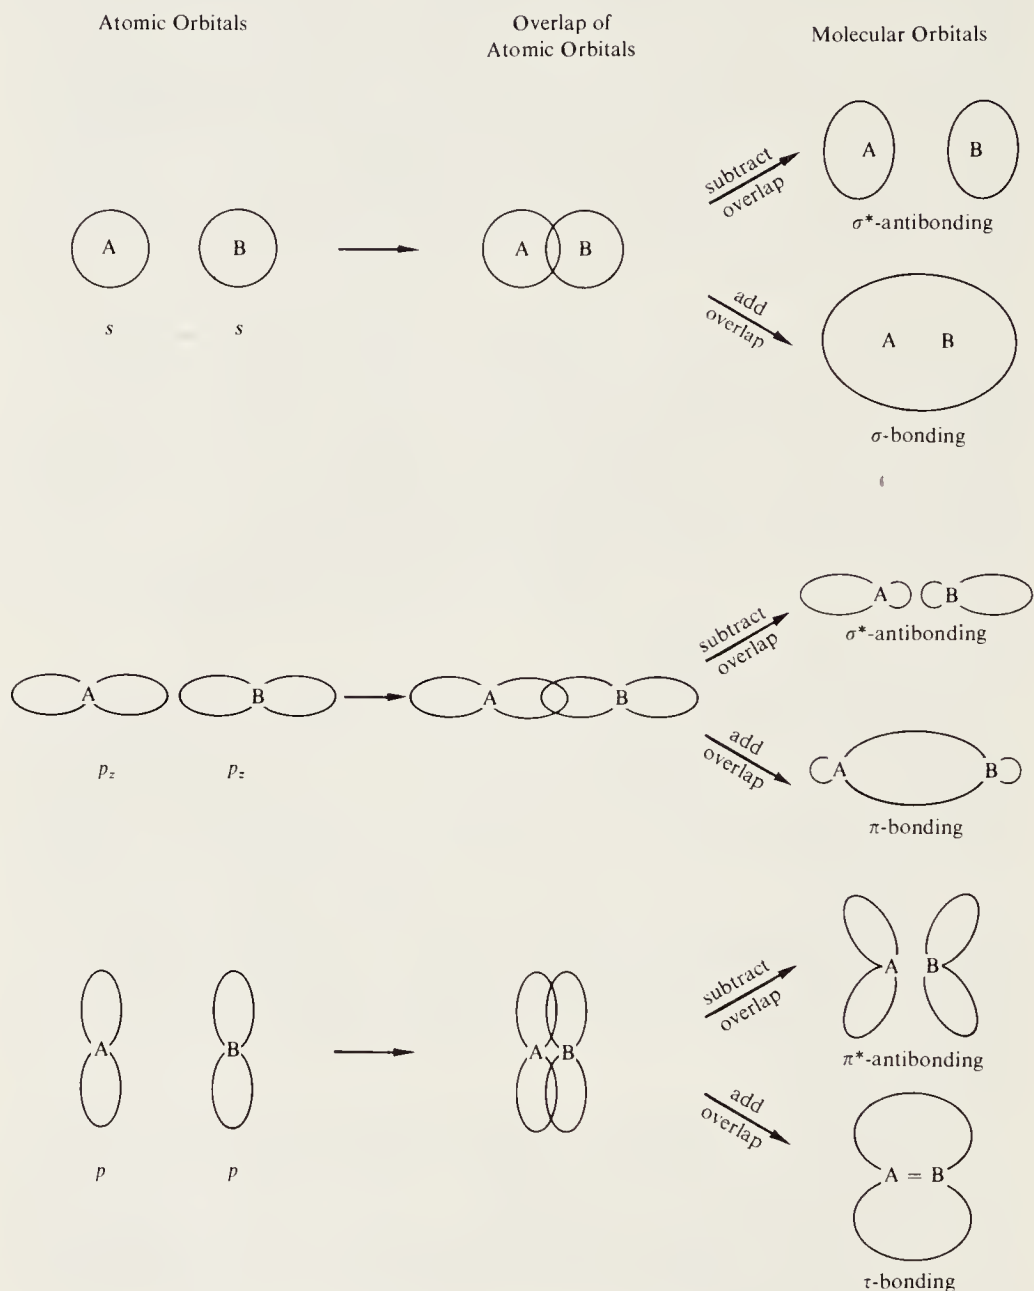 Atomic Orbitals
Overlap of
Atomic Orbitals
Molecular Orbitals
A
B
s
s
A
B
subtract
overlap
A
B
σ*-antibonding
add
overlap
A
B
σ-bonding
A
B
p_z
p_z
A
B
subtract
overlap
A
B
σ*-antibonding
add
overlap
A
B
π-bonding
A
B
p
p
A
B
subtract
overlap
A
B
π*-antibonding
add
overlap
A = B
τ-bonding